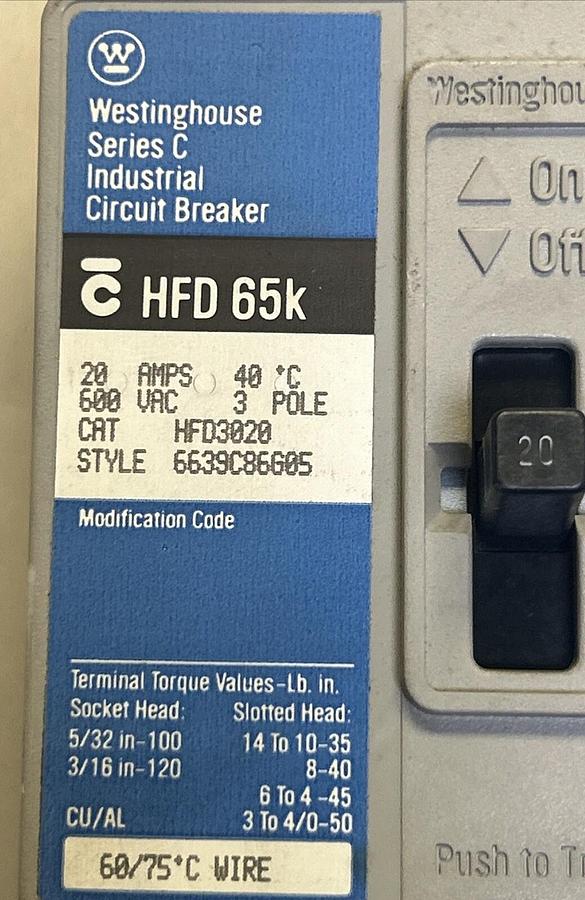 W
Westinghouse
Series C
Industrial
Circuit Breaker
C HFD 65k
20 AMPS 40 °C
600 VAC 3 POLE
CAT HFD3020
STYLE 6639C86G05
Modification Code
Terminal Torque Values-Lb. in.
Socket Head: Slotted Head:
5/32 in-100 14 To 10-35
3/16 in-120 8-40
6 To 4 -45
CU/AL 3 To 4/0-50
60/75°C WIRE
Westinghou
On
Off
20
Push to Tr